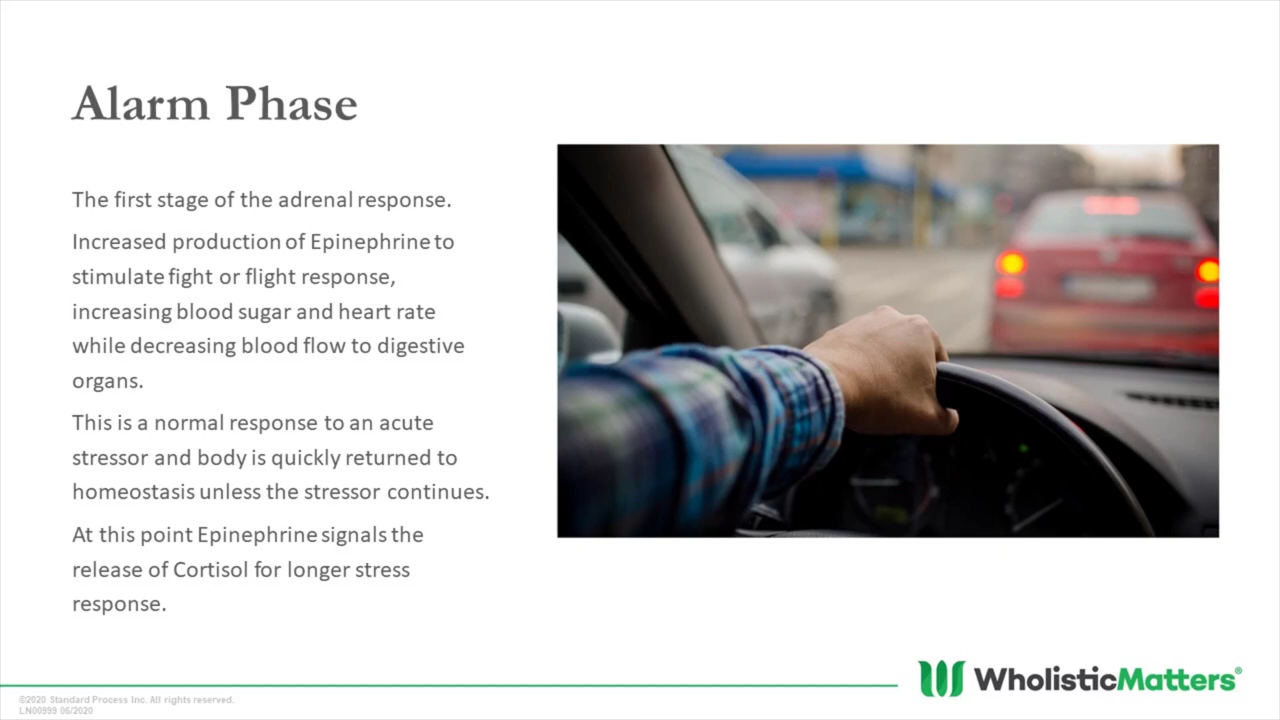 Alarm Phase
The first stage of the adrenal response.
Increased production of Epinephrine to
stimulate fight or flight response,
increasing blood sugar and heart rate
while decreasing blood flow to digestive
organs.
This is a normal response to an acute
stressor and body is quickly returned to
homeostasis unless the stressor continues.
At this point Epinephrine signals the
release of Cortisol for longer stress
response.
WholisticMatters®
©2020 Standard Process Inc. All rights reserved.
LN00999 06/2020